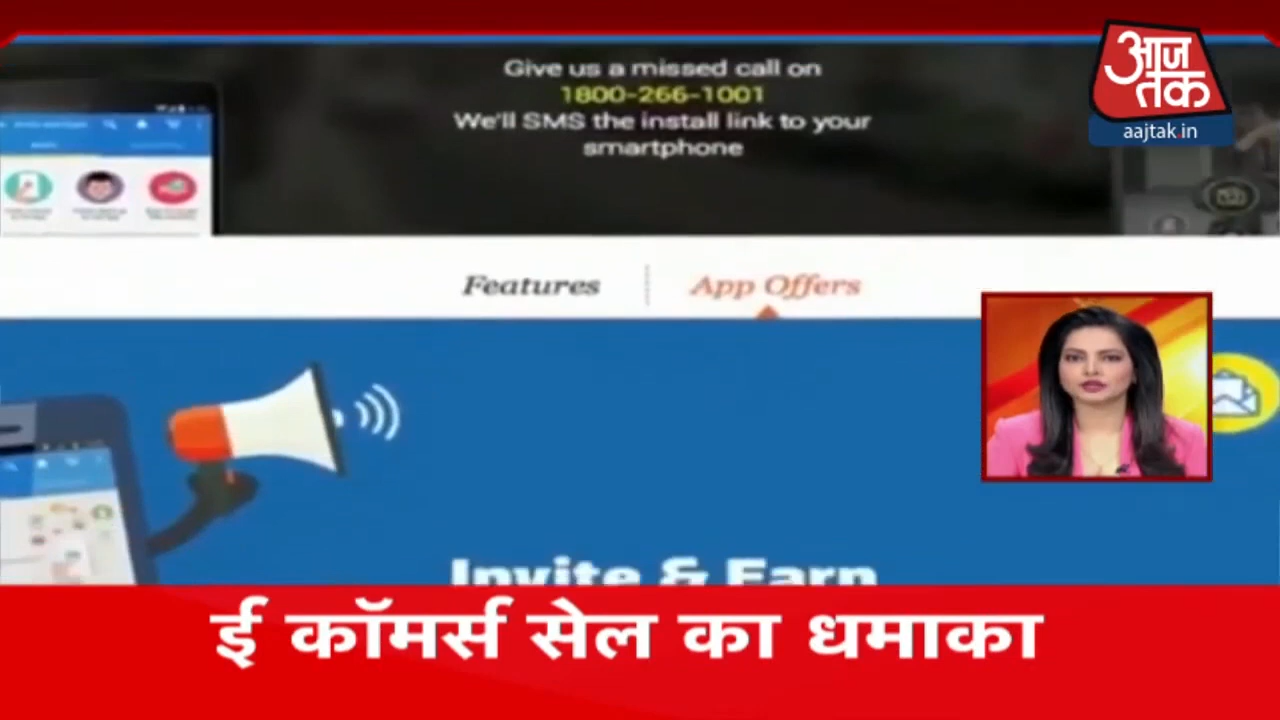 Give us a missed call on
1800-266-1001
We'll SMS the install link to your
smartphone
आज
तक
aajtak.in
Features
App Offers
Invite & Earn
ई कॉमर्स सेल का धमाका